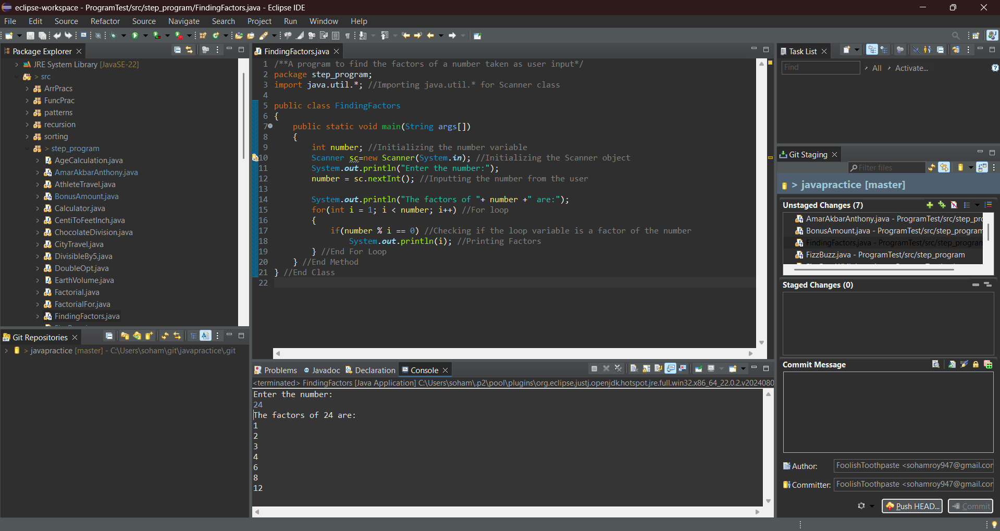 eclipse-workspace - ProgramTest/src/step_program/FindingFactors.java - Eclipse IDE
File Edit Source Refactor Source Navigate Search Project Run Window Help
Package Explorer
JRE System Library [JavaSE-22]
> src
ArrPracs
FuncPrac
patterns
recursion
sorting
> step_program
AgeCalculation.java
AmarAkbarAnthony.java
AthleteTravel.java
BonusAmount.java
Calculator.java
CentiToFeetInch.java
ChocolateDivision.java
CityTravel.java
DivisibleBy5.java
DoubleOpt.java
EarthVolume.java
Factorial.java
FactorialFor.java
FindingFactors.java
Git Repositories
> javapractice [master] - C:\Users\soham\git\javapractice\.git
FindingFactors.java
1 /**A program to find the factors of a number taken as user input*/
2 package step_program;
3 import java.util.*; //Importing java.util.* for Scanner class
4
5 public class FindingFactors
6 {
7 public static void main(String args[])
8 {
9 int number; //Initializing the number variable
10 Scanner sc=new Scanner(System.in); //Initializing the Scanner object
11 System.out.println("Enter the number:");
12 number = sc.nextInt(); //Inputting the number from the user
13
14 System.out.println("The factors of "+ number +" are:");
15 for(int i = 1; i < number; i++) //For loop
16 {
17 if(number % i == 0) //Checking if the loop variable is a factor of the number
18 System.out.println(i); //Printing Factors
19 } //End For Loop
20 } //End Method
21 } //End Class
22
Problems Javadoc Declaration Console
<terminated> FindingFactors [Java Application] C:\Users\soham\.p2\pool\plugins\org.eclipse.justj.openjdk.hotspot.jre.full.win32.x86_64_22.0.2.v2024080
Enter the number:
24
The factors of 24 are:
1
2
3
4
6
8
12
Task List
Find All Activate...
Git Staging
Filter files
> javapractice [master]
Unstaged Changes (7)
AmarAkbarAnthony.java - ProgramTest/src/step_pro
BonusAmount.java - ProgramTest/src/step_program
FindingFactors.java - ProgramTest/src/step_program
FizzBuzz.java - ProgramTest/src/step_program
Staged Changes (0)
Commit Message
Author: FoolishToothpaste <sohamroy947@gmail.com
Committer: FoolishToothpaste <sohamroy947@gmail.com
Push HEAD... Commit